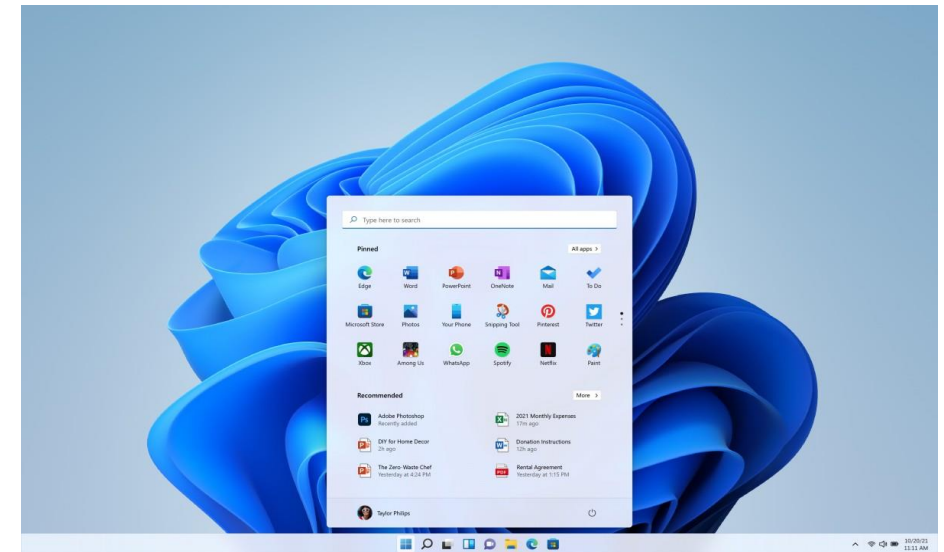 Type here to search
Pinned
All apps >
Edge
Word
PowerPoint
OneNote
Mail
To Do
Microsoft Store
Photos
Your Phone
Snipping Tool
Pinterest
Twitter
Xbox
Among Us
WhatsApp
Spotify
Netflix
Paint
Recommended
More >
Adobe Photoshop
Recently added
2021 Monthly Expenses
17m ago
DIY for Home Decor
2h ago
Donation Instructions
12h ago
The Zero-Waste Chef
Yesterday at 4:24 PM
Rental Agreement
Yesterday at 1:15 PM
Taylor Philips
10/20/21
11:11 AM